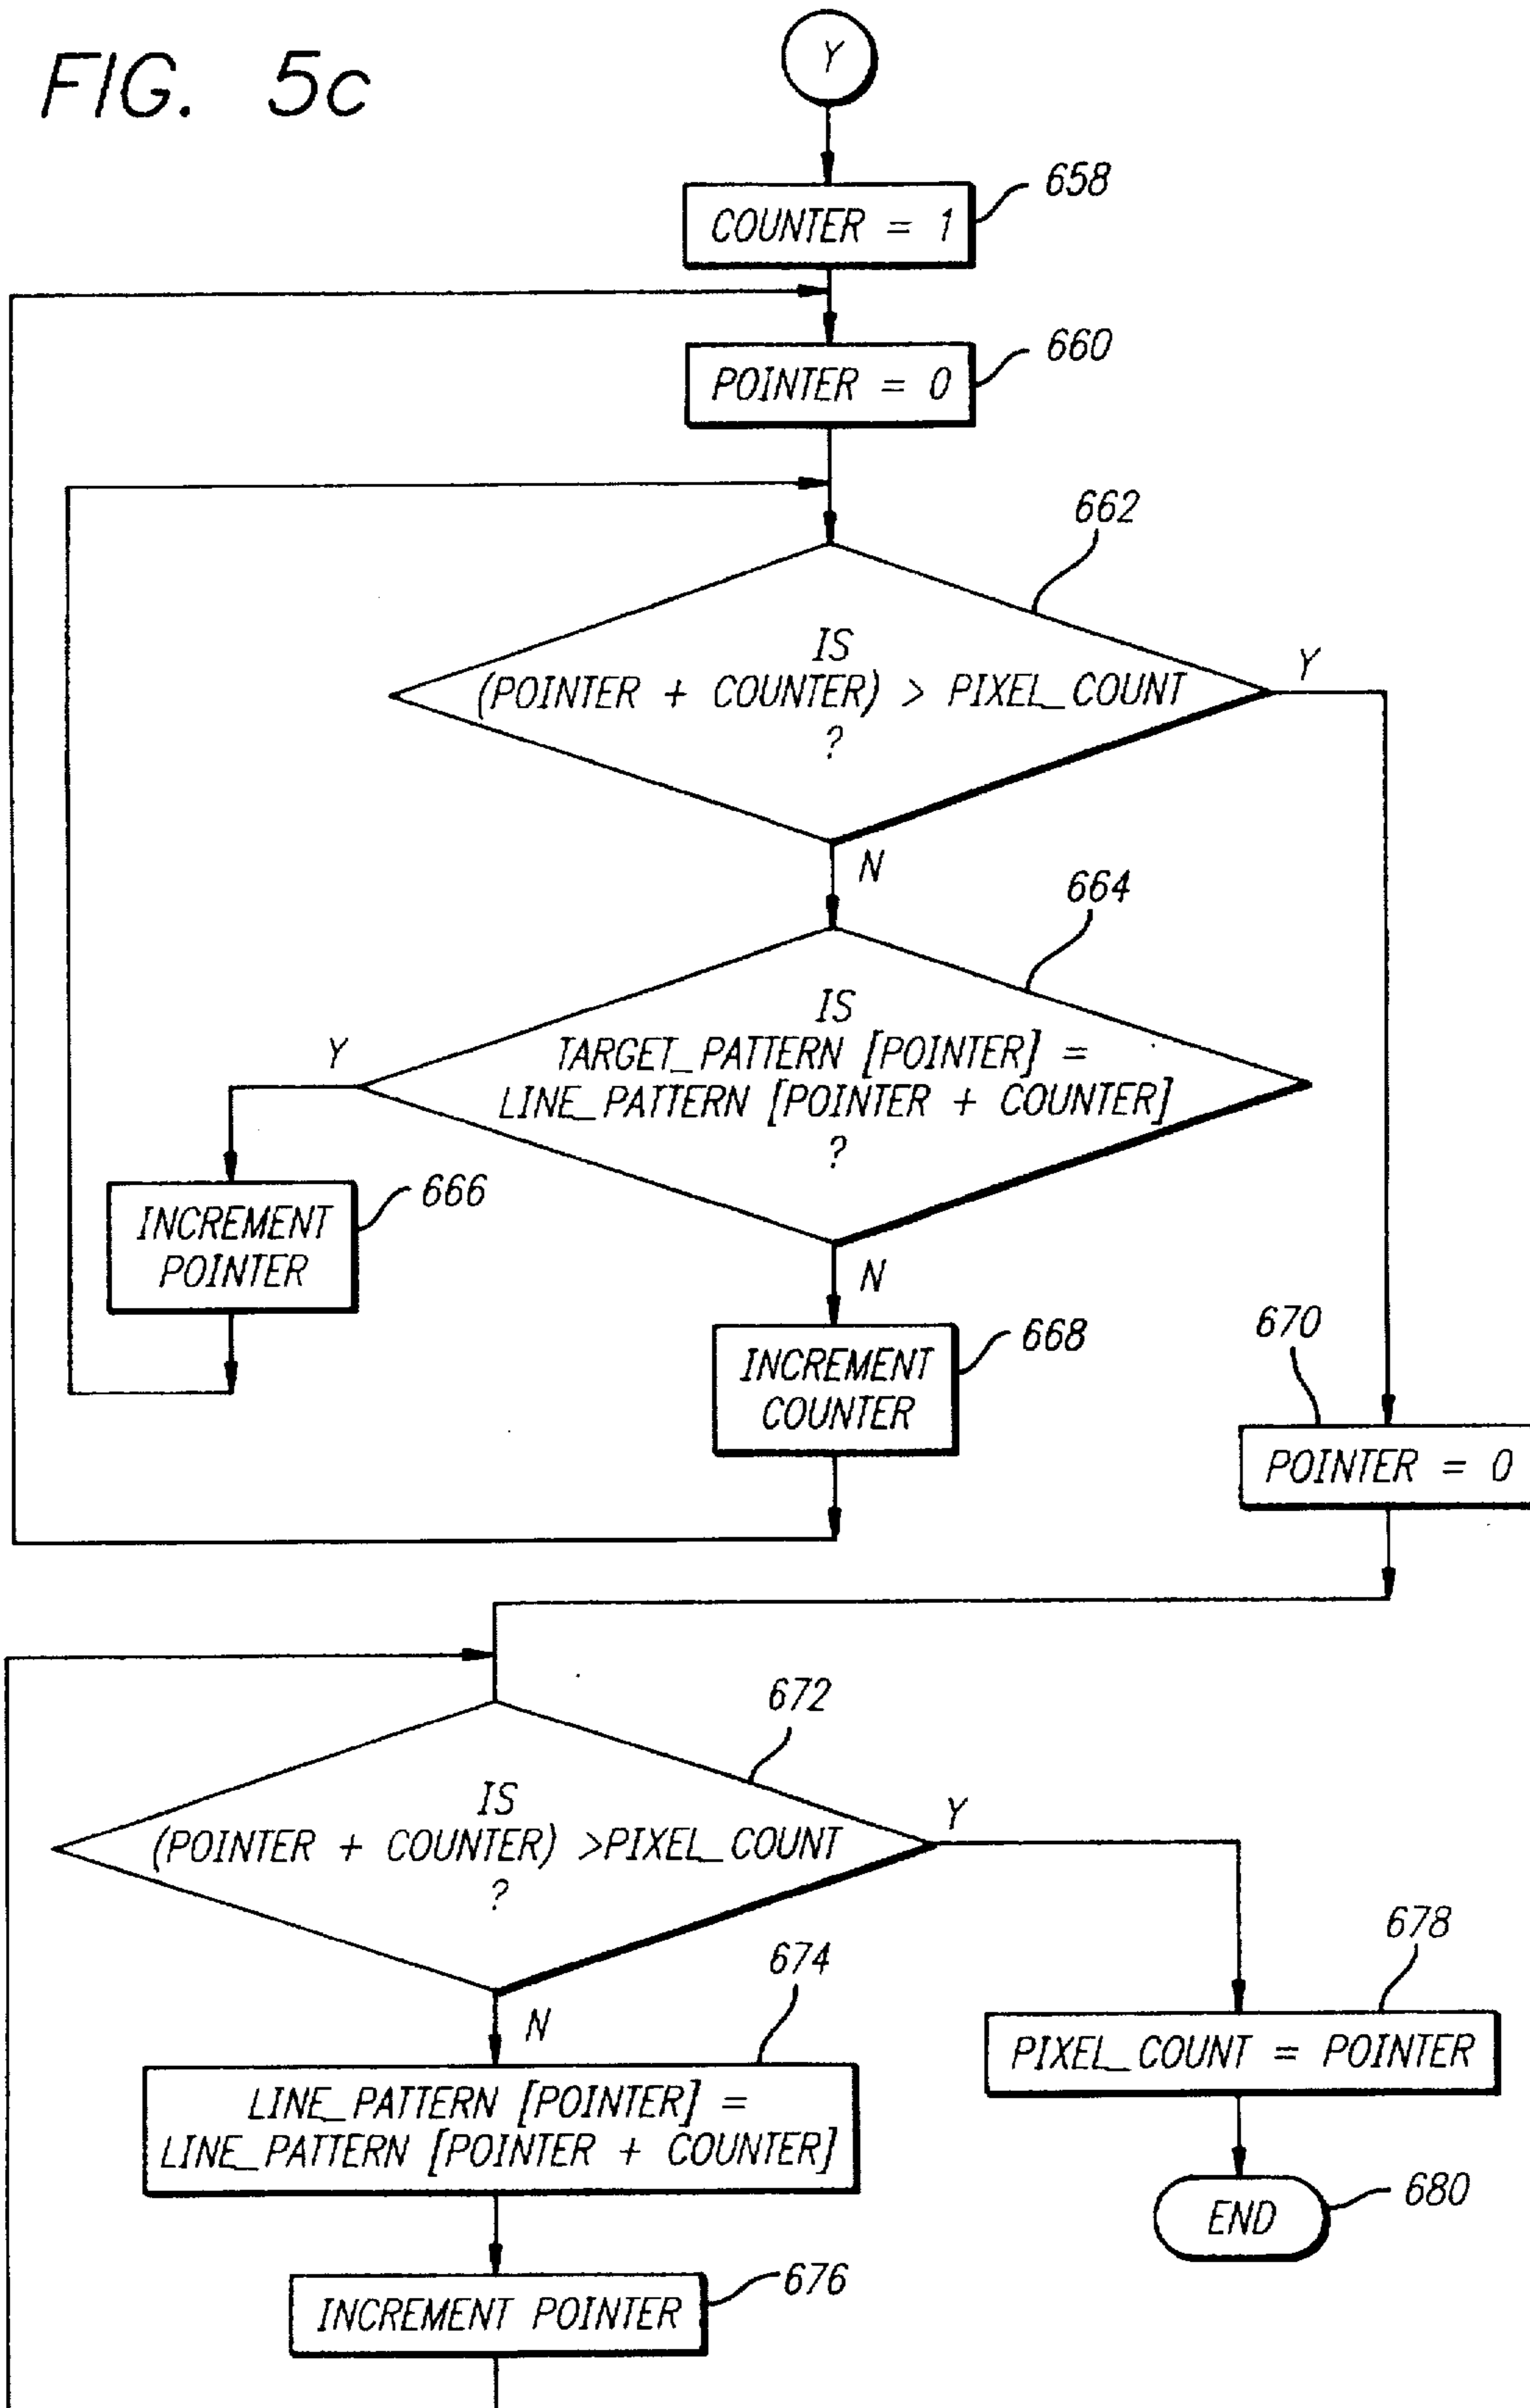 FIG. 5c
Y
COUNTER = 1
658
POINTER = 0
660
662
IS
(POINTER + COUNTER) > PIXEL_COUNT
?
Y
N
664
IS
TARGET_PATTERN [POINTER] =
LINE_PATTERN [POINTER + COUNTER]
?
Y
666
INCREMENT
POINTER
N
668
INCREMENT
COUNTER
670
POINTER = 0
672
IS
(POINTER + COUNTER) >PIXEL_COUNT
?
Y
N
674
LINE_PATTERN [POINTER] =
LINE_PATTERN [POINTER + COUNTER]
678
PIXEL_COUNT = POINTER
676
INCREMENT POINTER
680
END